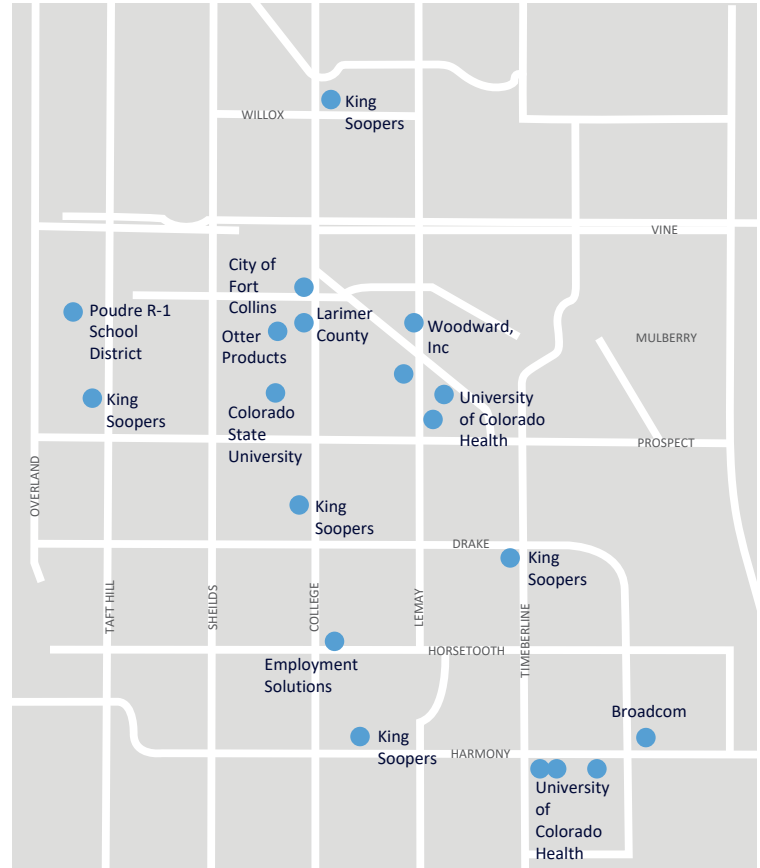 King
Soopers
WILLOX
VINE
City of
Fort
Collins
Poudre R-1
School
District
Otter
Products
Larimer
County
Woodward,
Inc
MULBERRY
King
Soopers
Colorado
State
University
University
of Colorado
Health
PROSPECT
OVERLAND
King
Soopers
DRAKE
King
Soopers
TAFT HILL
SHEILDS
COLLEGE
LEMAY
TIMEBERLINE
HORSETOOTH
Employment
Solutions
Broadcom
King
Soopers
HARMONY
University
of
Colorado
Health